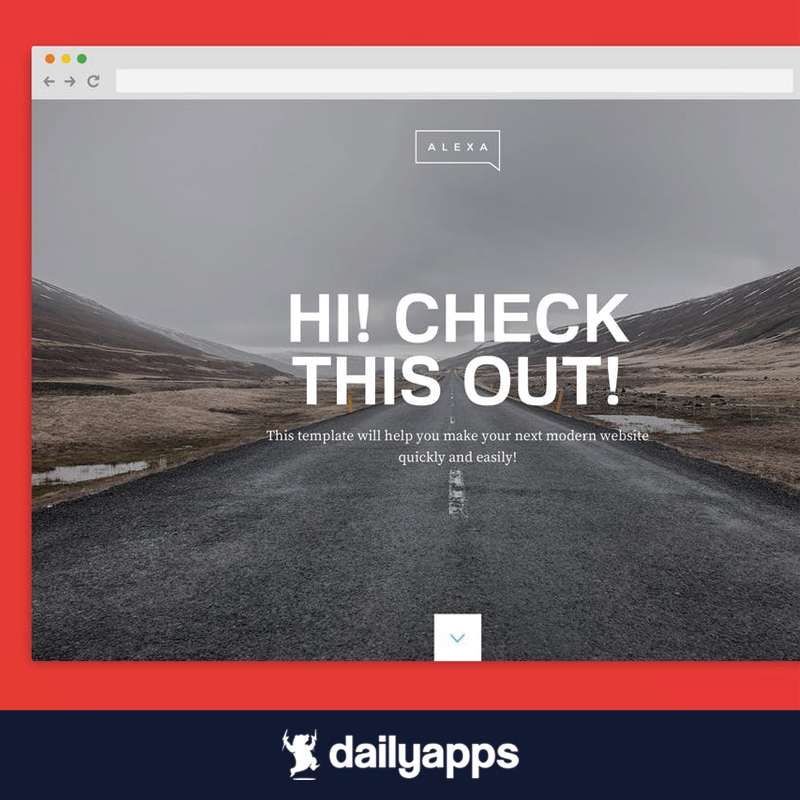 ALEXA
HI! CHECK
THIS OUT!
This template will help you make your next modern website
quickly and easily!
dailyapps